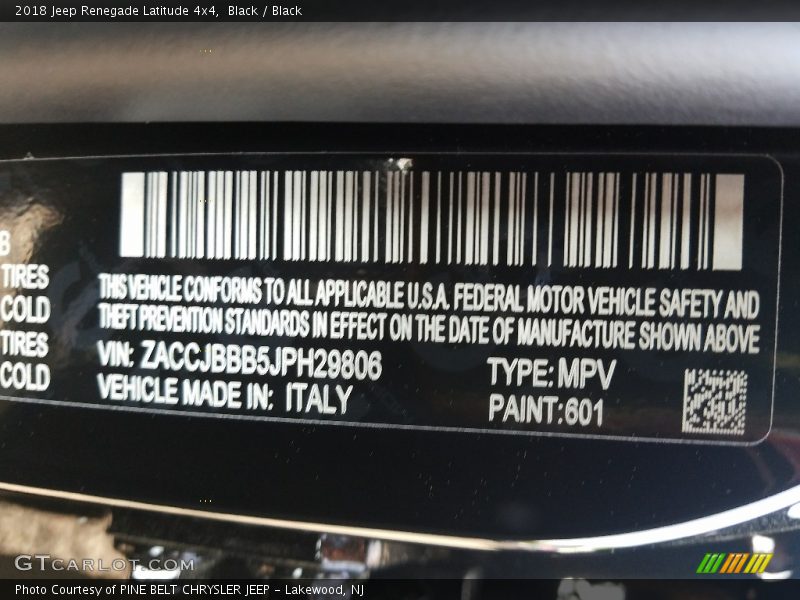 2018 Jeep Renegade Latitude 4x4,  Black / Black
B
TIRES
COLD
TIRES
COLD
THIS VEHICLE CONFORMS TO ALL APPLICABLE U.S.A. FEDERAL MOTOR VEHICLE SAFETY AND
THEFT PREVENTION STANDARDS IN EFFECT ON THE DATE OF MANUFACTURE SHOWN ABOVE
VIN: ZACCJBBB5JPH29806
TYPE: MPV
VEHICLE MADE IN: ITALY
PAINT: 601
GTCARLOT.COM
Photo Courtesy of PINE BELT CHRYSLER JEEP - Lakewood, NJ